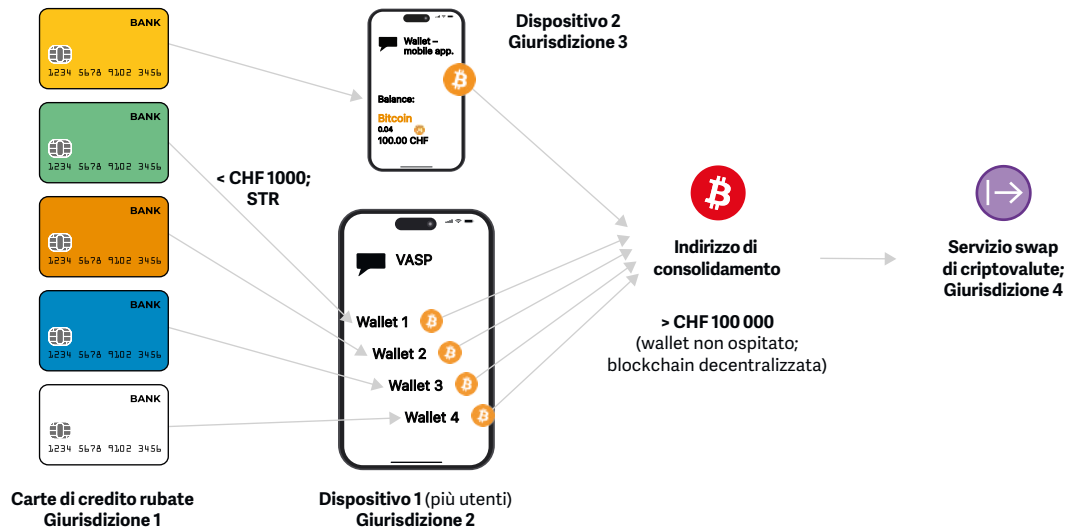 BANK
1234 5678 9102 3456
BANK
1234 5678 9102 3456
BANK
1234 5678 9102 3456
BANK
1234 5678 9102 3456
BANK
1234 5678 9102 3456
Carte di credito rubate
Giurisdizione 1
< CHF 1000;
STR
Wallet –
mobile app.
Balance:
Bitcoin
0.04
100.00 CHF
Dispositivo 2
Giurisdizione 3
VASP
Wallet 1
Wallet 2
Wallet 3
Wallet 4
Dispositivo 1 (più utenti)
Giurisdizione 2
Indirizzo di
consolidamento
> CHF 100 000
(wallet non ospitato;
blockchain decentralizzata)
Servizio swap
di criptovalute;
Giurisdizione 4